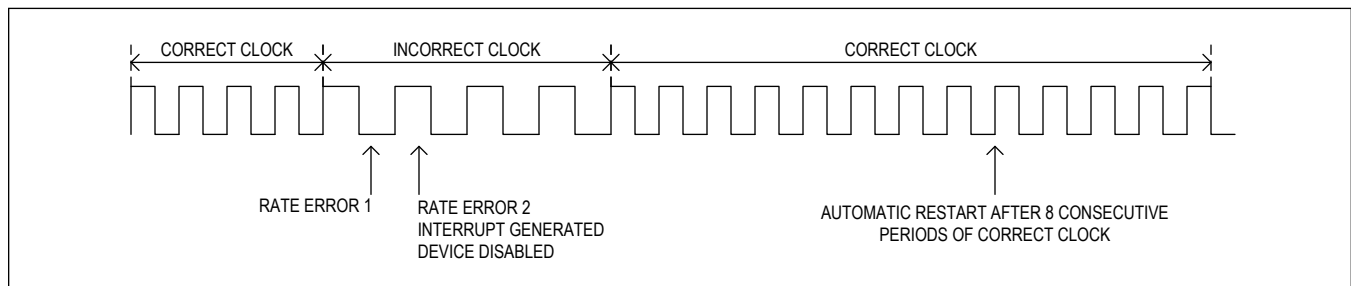 CORRECT CLOCK
INCORRECT CLOCK
CORRECT CLOCK
RATE ERROR 1
RATE ERROR 2
INTERRUPT GENERATED
DEVICE DISABLED
AUTOMATIC RESTART AFTER 8 CONSECUTIVE
PERIODS OF CORRECT CLOCK